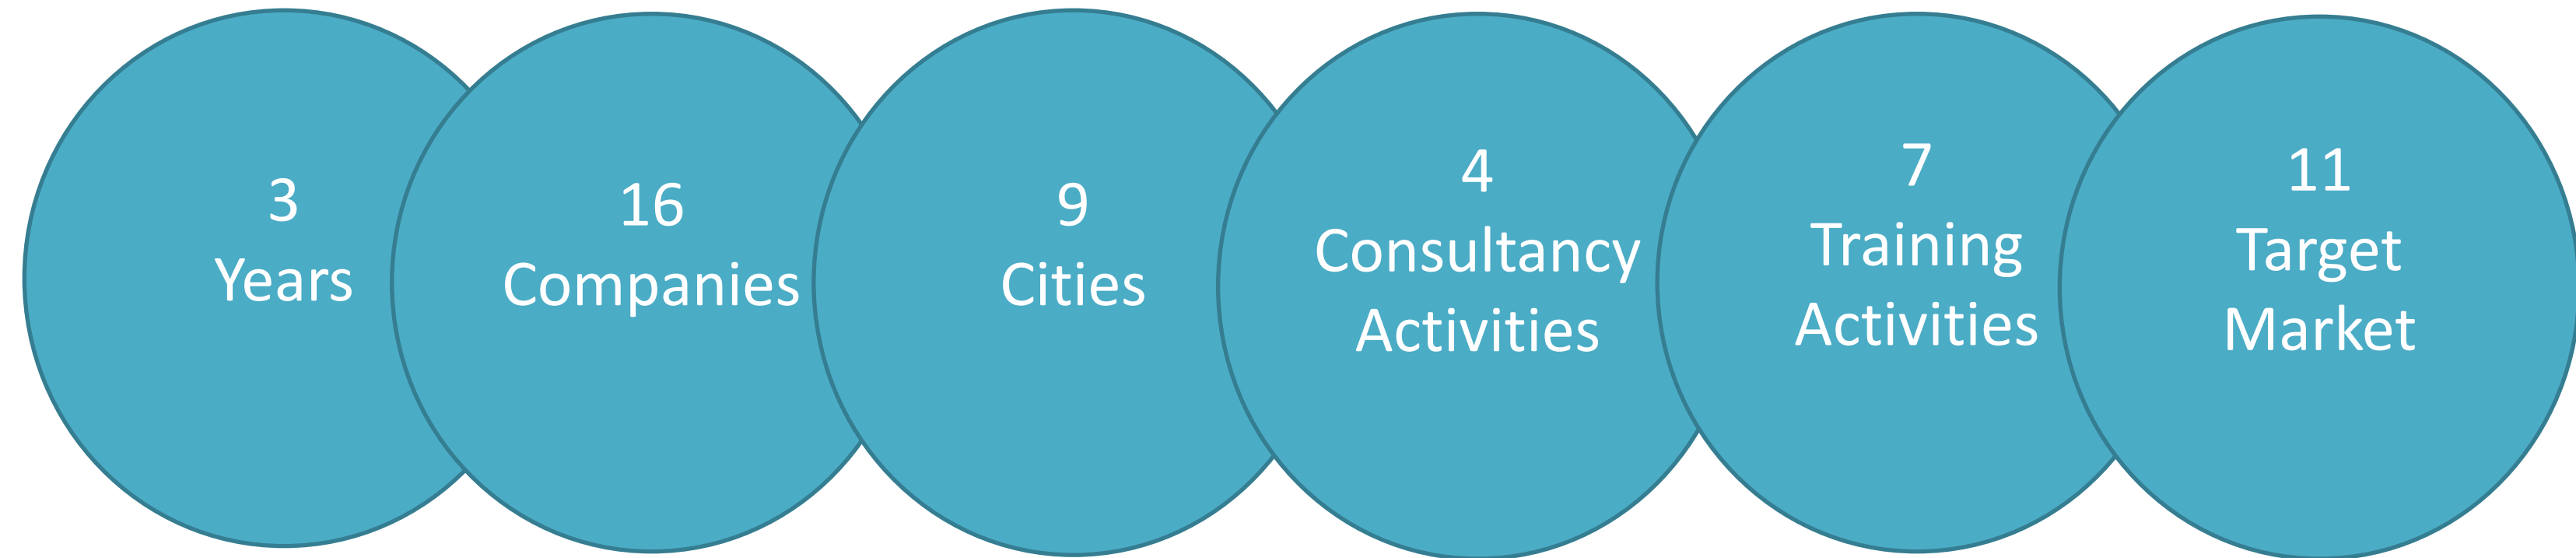 3
Years
16
Companies
9
Cities
4
Consultancy
Activities
7
Training
Activities
11
Target
Market